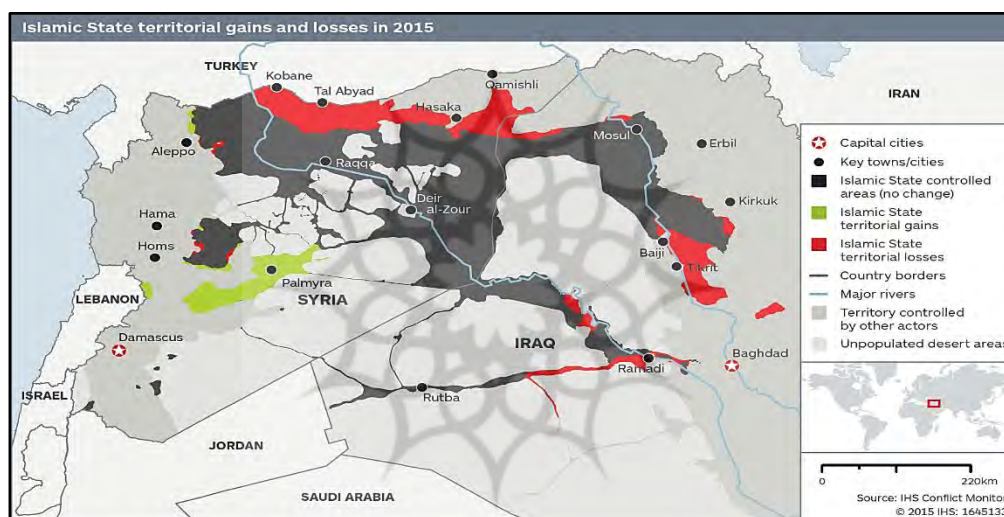 Islamic State territorial gains and losses in 2015
TURKEY
Kobane
Tal Abyad
Qamishli
Hasaka
IRAN
Mosul
Erbil
Aleppo
Raqqa
Deir
al-Zour
Kirkuk
Hama
Homs
Baiji
Tikrit
Palmyra
SYRIA
LEBANON
Damascus
IRAQ
Baghdad
Ramadi
Rutba
ISRAEL
JORDAN
SAUDI ARABIA
Capital cities
Key towns/cities
Islamic State
controlled
areas (no change)
Islamic State
territorial gains
Islamic State
territorial losses
Country borders
Major rivers
Territory controlled
by other actors
Unpopulated desert areas
0
220km
Source: IHS Conflict Monitor
© 2015 IHS: 1645133